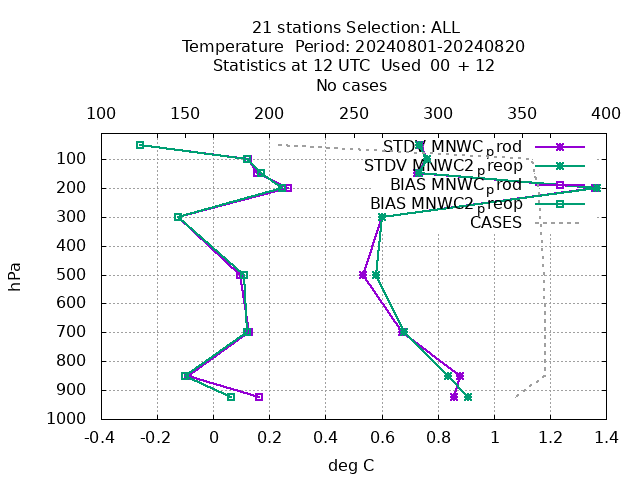 21 stations Selection: ALL
Temperature  Period: 20240801-20240820
Statistics at 12 UTC  Used  00 + 12
No cases
100 150 200 250 300 350 400
STDV MNWC_prod
STDV MNWC2_preop
BIAS MNWC_prod
BIAS MNWC2_preop
CASES
100
200
300
400
500
600
700
800
900
1000
hPa
-0.4 -0.2 0 0.2 0.4 0.6 0.8 1 1.2 1.4
deg C